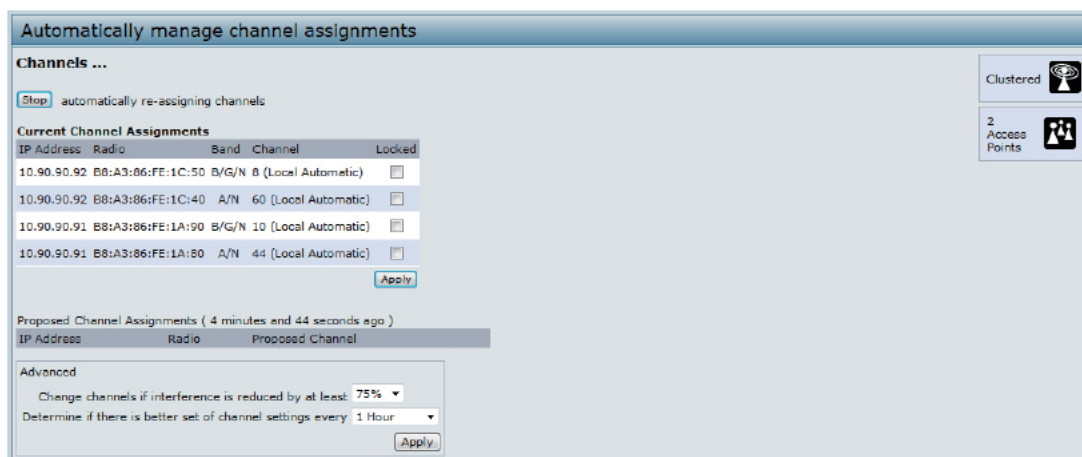 Automatically manage channel assignments
Channels ...
Stop automatically re-assigning channels
Current Channel Assignments
IP Address Radio Band Channel Locked
10.90.90.92 B8:A3:86:FE:1C:50 B/G/N 8 (Local Automatic)
10.90.90.92 B8:A3:86:FE:1C:40 A/N 60 (Local Automatic)
10.90.90.91 B8:A3:86:FE:1A:90 B/G/N 10 (Local Automatic)
10.90.90.91 B8:A3:86:FE:1A:80 A/N 44 (Local Automatic)
Apply
Proposed Channel Assignments ( 4 minutes and 44 seconds ago )
IP Address Radio Proposed Channel
Advanced
Change channels if interference is reduced by at least 75%
Determine if there is better set of channel settings every 1 Hour
Apply
Clustered
2
Access
Points